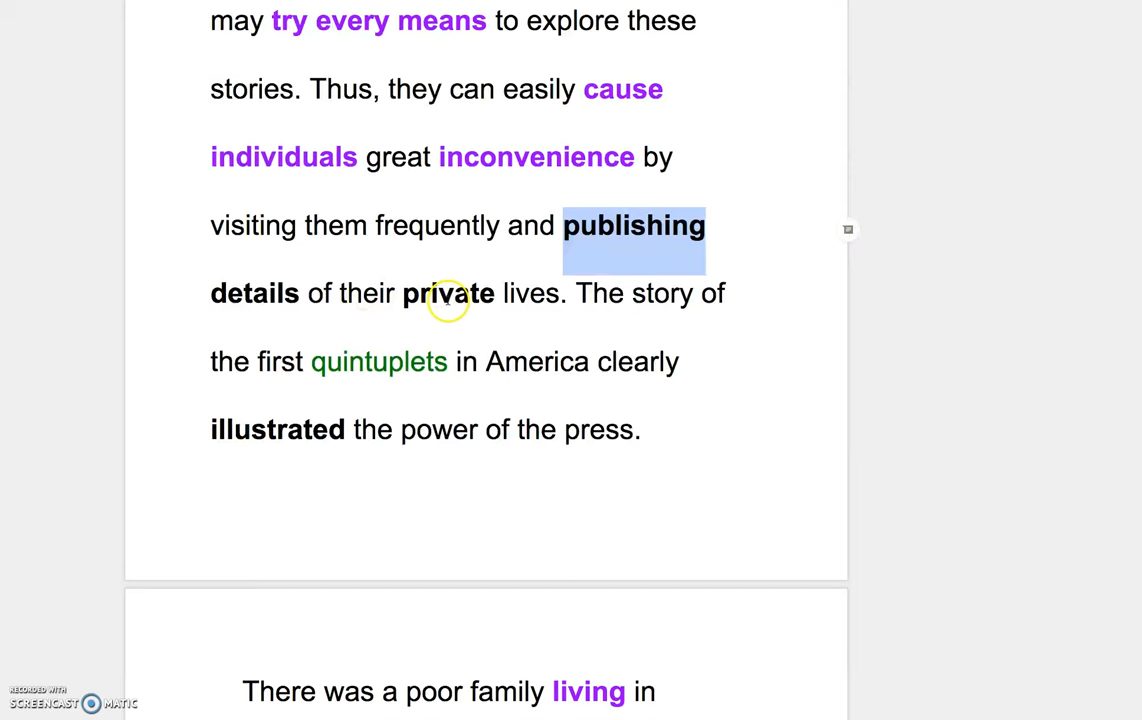 may try every means to explore these
stories. Thus, they can easily cause
individuals great inconvenience by
visiting them frequently and publishing
details of their private lives. The story of
the first quintuplets in America clearly
illustrated the power of the press.
There was a poor family living in
RECORDED WITH
SCREENCAST MATIC